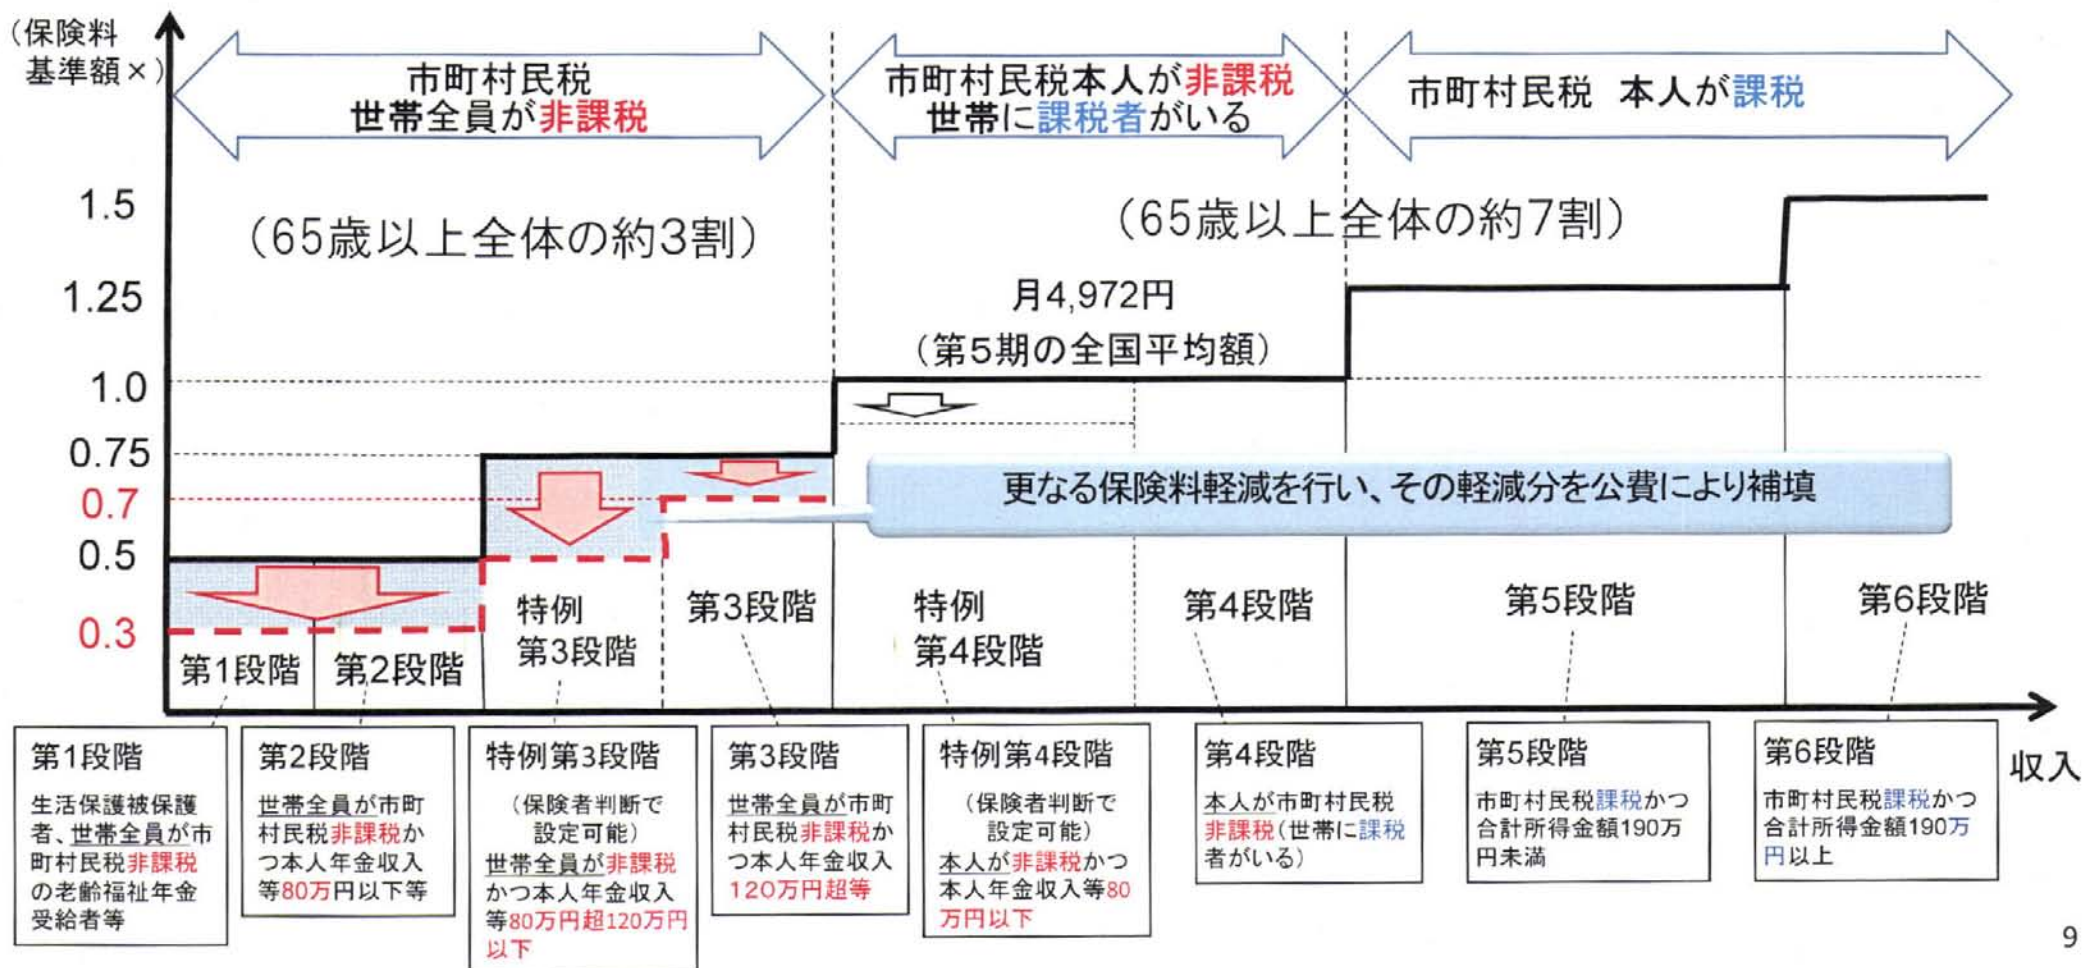 （保険料
基準額×）
市町村民税
世帯全員が非課税
市町村民税本人が非課税
世帯に課税者がいる
市町村民税 本人が課税
1.5
（65歳以上全体の約3割）
（65歳以上全体の約7割）
1.25
月4,972円
（第5期の全国平均額）
1.0
0.75
0.7
更なる保険料軽減を行い、その軽減分を公費により補填
0.5
0.3
第1段階
第2段階
特例
第3段階
第3段階
特例
第4段階
第4段階
第5段階
第6段階
収入
第1段階
生活保護被保護
者、世帯全員が市
町村民税非課税
の老齢福祉年金
受給者等
第2段階
世帯全員が市町
村民税非課税か
つ本人年金収入
等80万円以下等
特例第3段階
（保険者判断で
設定可能）
世帯全員が非課税
かつ本人年金収入
等80万円超120万円
以下
第3段階
世帯全員が市町
村民税非課税か
つ本人年金収入
120万円超等
特例第4段階
（保険者判断で
設定可能）
本人が非課税かつ
本人年金収入等80
万円以下
第4段階
本人が市町村民税
非課税（世帯に課税
者がいる）
第5段階
市町村民税課税かつ
合計所得金額190万
円未満
第6段階
市町村民税課税かつ
合計所得金額190万
円以上
9